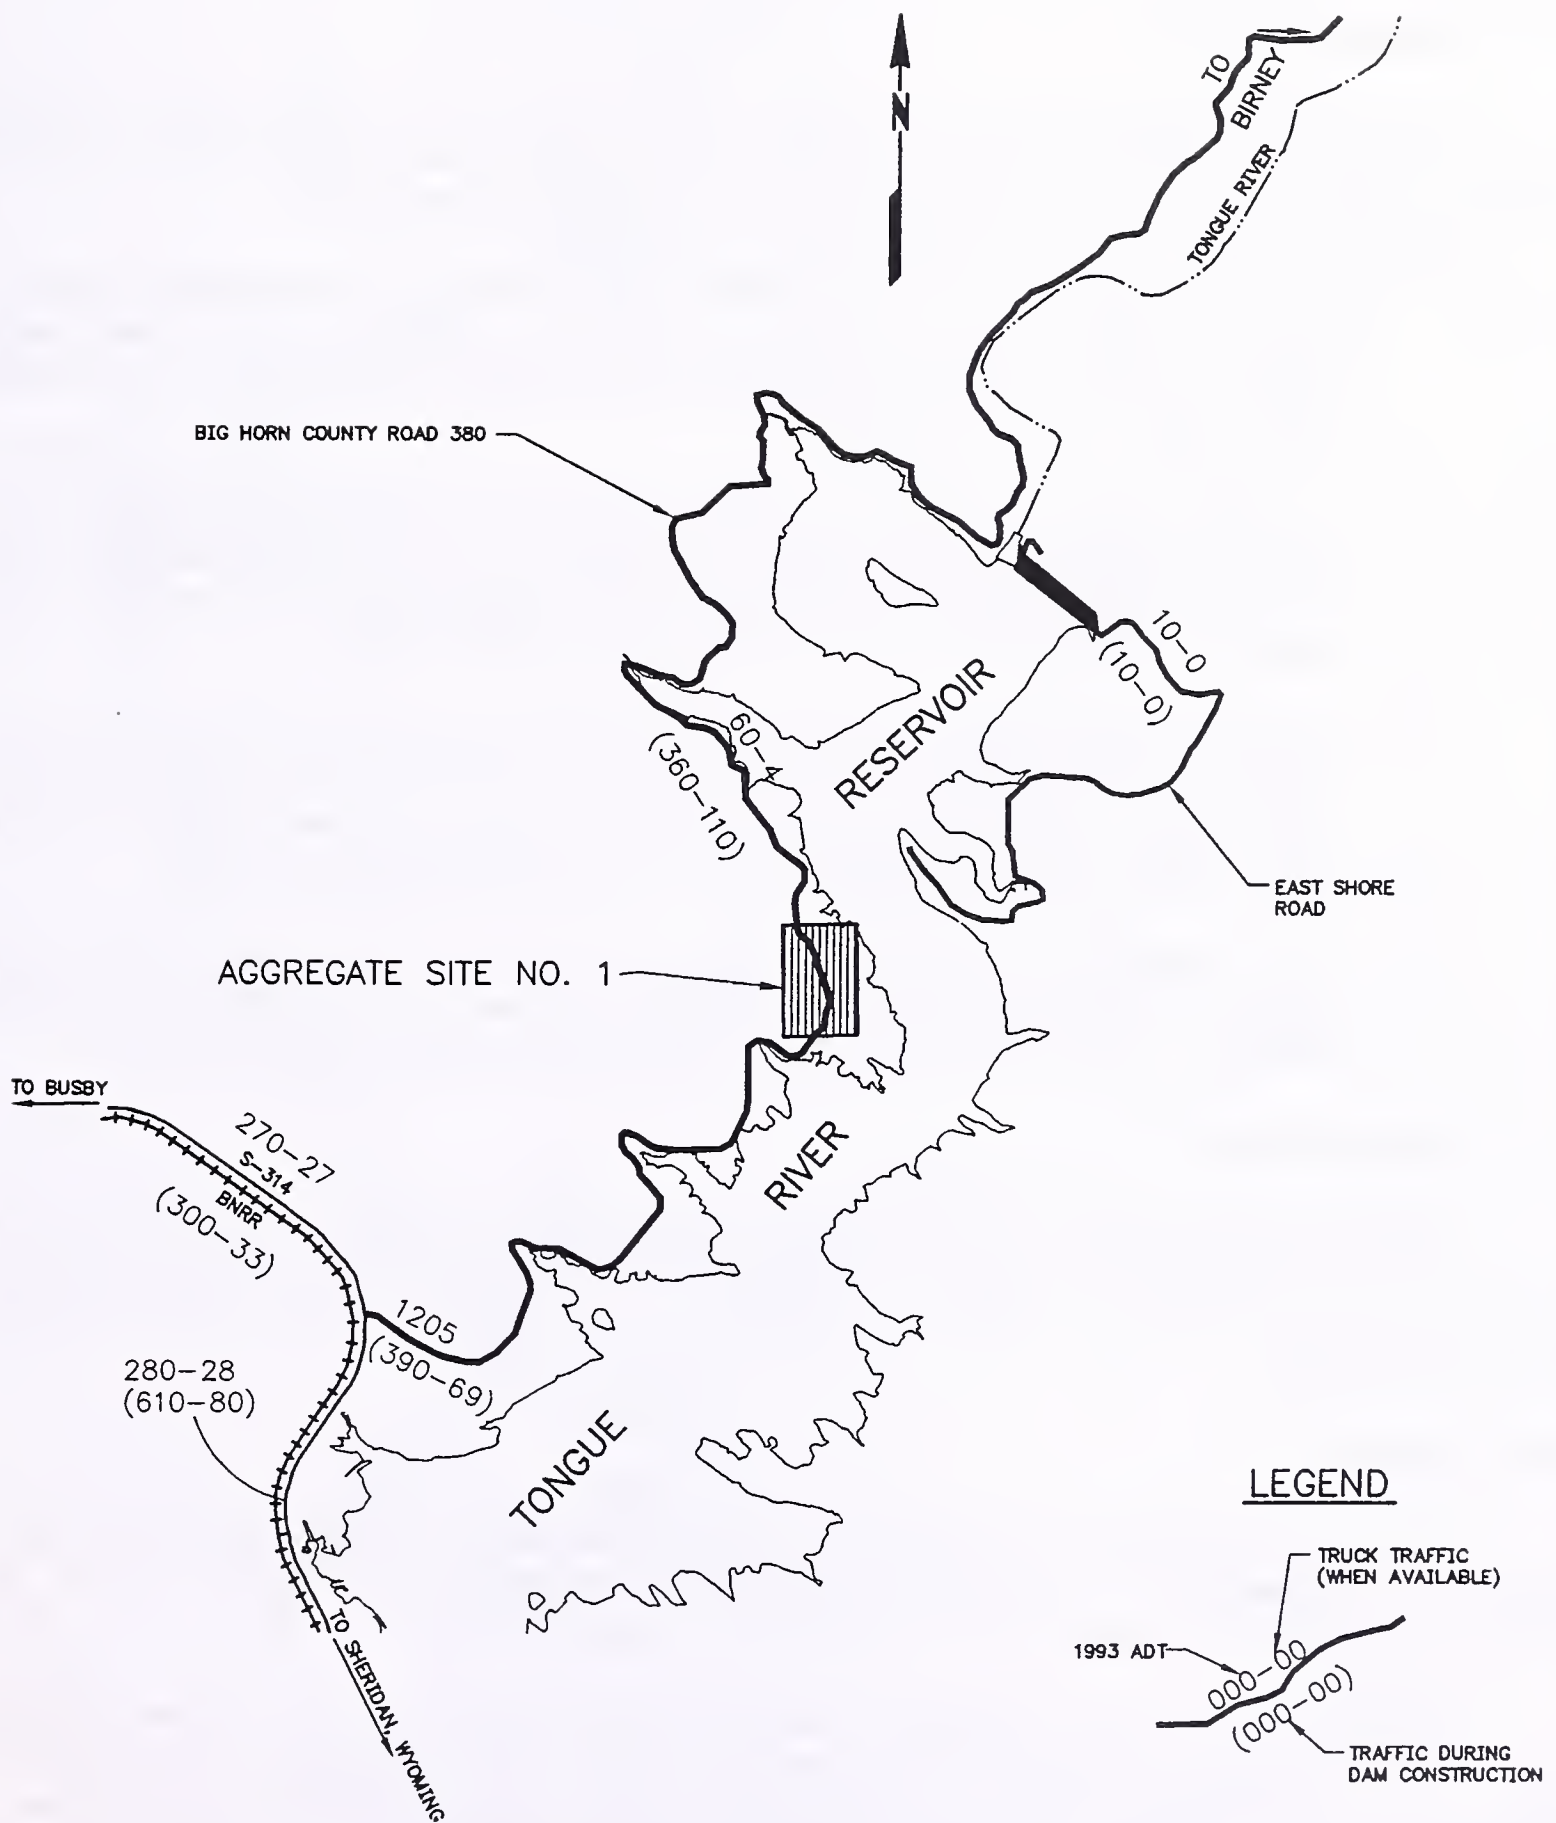 N
TO
BIRNEY
TONGUE RIVER
BIG HORN COUNTY ROAD 380
10-0
(10-0)
RESERVOIR
60-4
(360-110)
EAST SHORE
ROAD
AGGREGATE SITE NO. 1
TO BUSBY
270-27
S-314
BNRR
(300-33)
RIVER
1205
(390-69)
280-28
(610-80)
TONGUE
TO SHERIDAN, WYOMING
LEGEND
TRUCK TRAFFIC
(WHEN AVAILABLE)
1993 ADT
000-00
(000-00)
TRAFFIC DURING
DAM CONSTRUCTION